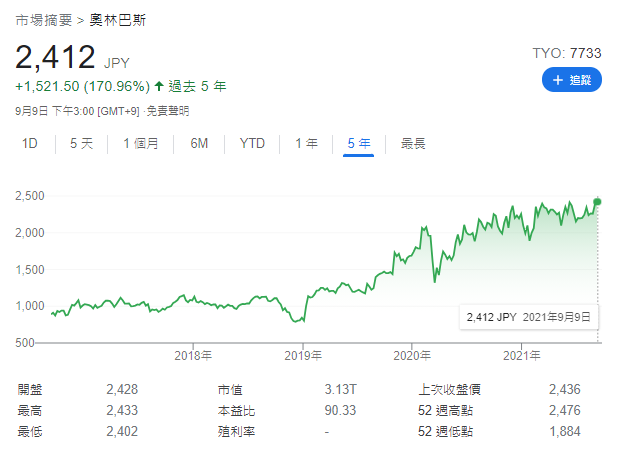 市場摘要 > 奧林巴斯
2,412 JPY
TYO: 7733
+1,521.50 (170.96%) 過去 5 年
追蹤
9月9日 下午3:00 [GMT+9] ·免責聲明
1D 5 天 1 個月 6M YTD 1 年 5 年 最長
2,500
2,000
1,500
1,000
500
2,412 JPY 2021年9月9日
2018年 2019年 2020年 2021年
開盤 2,428 市值 3.13T 上次收盤價 2,436
最高 2,433 本益比 90.33 52 週高點 2,476
最低 2,402 殖利率 - 52 週低點 1,884